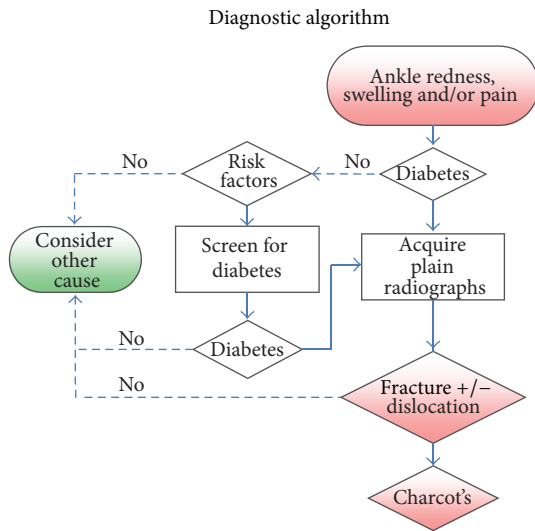 Diagnostic algorithm
Ankle redness,
swelling and/or pain
No
Risk
factors
No
Diabetes
Consider
other
cause
Screen for
diabetes
Acquire
plain
radiographs
No
Diabetes
No
Fracture +/−
dislocation
Charcot's